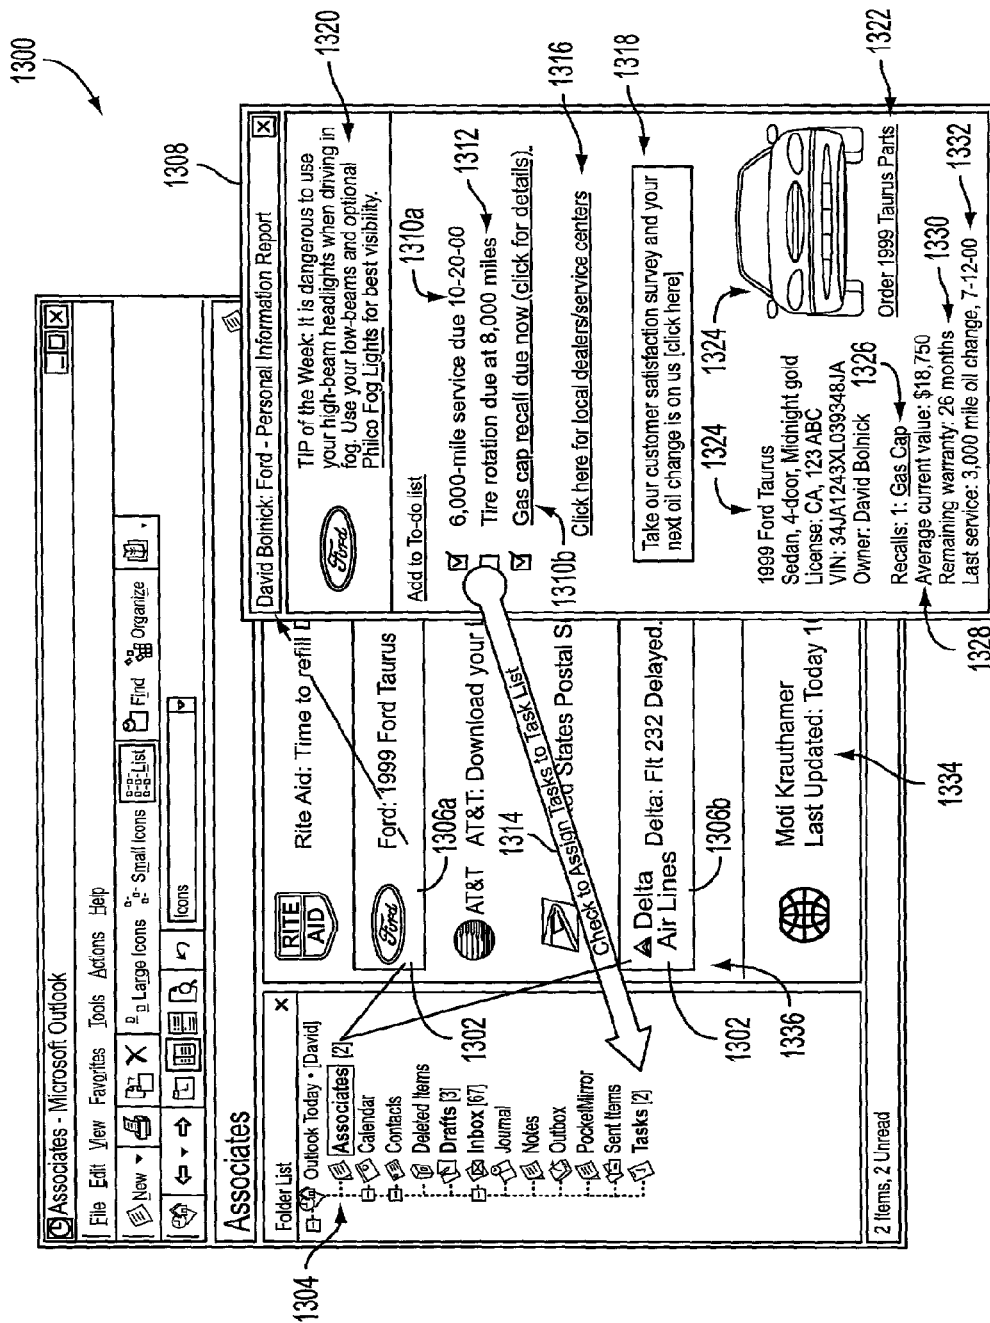 1300
Associates - Microsoft Outlook
File Edit View Favorites Tools Actions Help
New Large Icons Small Icons List Find Organize
Icons
Associates
Folder List
Outlook Today • [David]
Associates [2]
Calendar
Contacts
Deleted Items
Drafts [3]
Inbox [67]
Journal
Notes
Outbox
PocketMirror
Sent Items
Tasks [2]
2 Items, 2 Unread
1304
RITE AID
Rite Aid: Time to refill
Ford
Ford: 1999 Ford Taurus
1306a
1302
AT&T
AT&T: Download your
1314
Check to Assign Tasks to Task List
States Postal S
Delta
Air Lines
Delta: Flt 232 Delayed.
1306b
1302
1336
Moti Krauthamer
Last Updated: Today
1334
1308
David Bolnick: Ford - Personal Information Report
Ford
TIP of the Week: It is dangerous to use
your high-beam headlights when driving in
fog. Use your low-beams and optional
Philco Fog Lights for best visibility.
1320
Add to To-do list
1310a
6,000-mile service due 10-20-00
Tire rotation due at 8,000 miles
1312
Gas cap recall due now (click for details).
1310b
Click here for local dealers/service centers
1316
Take our customer satisfaction survey and your
next oil change is on us [click here]
1318
1324
1324
1999 Ford Taurus
Sedan, 4-door, Midnight gold
License: CA, 123 ABC
VIN: 34JA1243XL039348JA
Owner: David Bolnick
1326
Order 1999 Taurus Parts
1322
Recalls: 1: Gas Cap
Average current value: $18,750
1330
Remaining warranty: 26 months
Last service: 3,000 mile oil change, 7-12-00
1332
1328